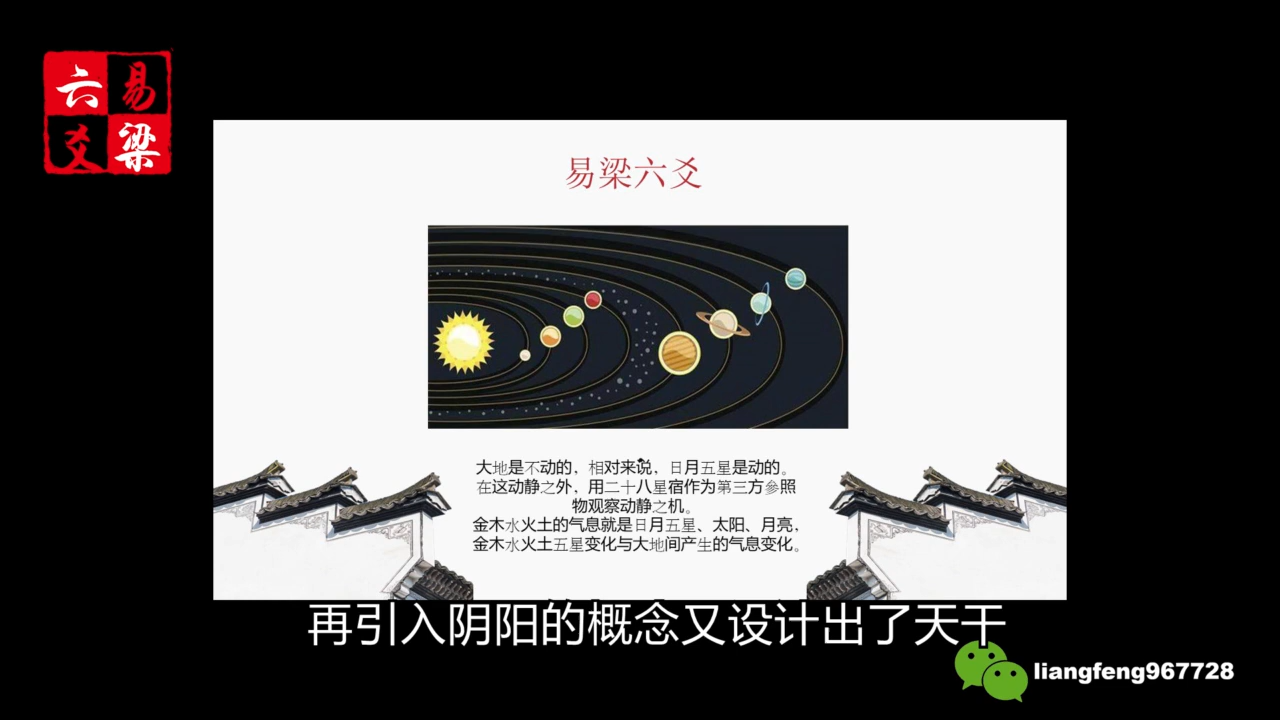 六易
爻梁
易梁六爻
大地是不动的，相对来说，日月五星是动的。
在这动静之外，用二十八星宿作为第三方参照
物观察动静之机。
金木水火土的气息就是日月五星、太阳、月亮，
金木水火土五星变化与大地间产生的气息变化。
再引入阴阳的概念又设计出了天干
liangfeng967728